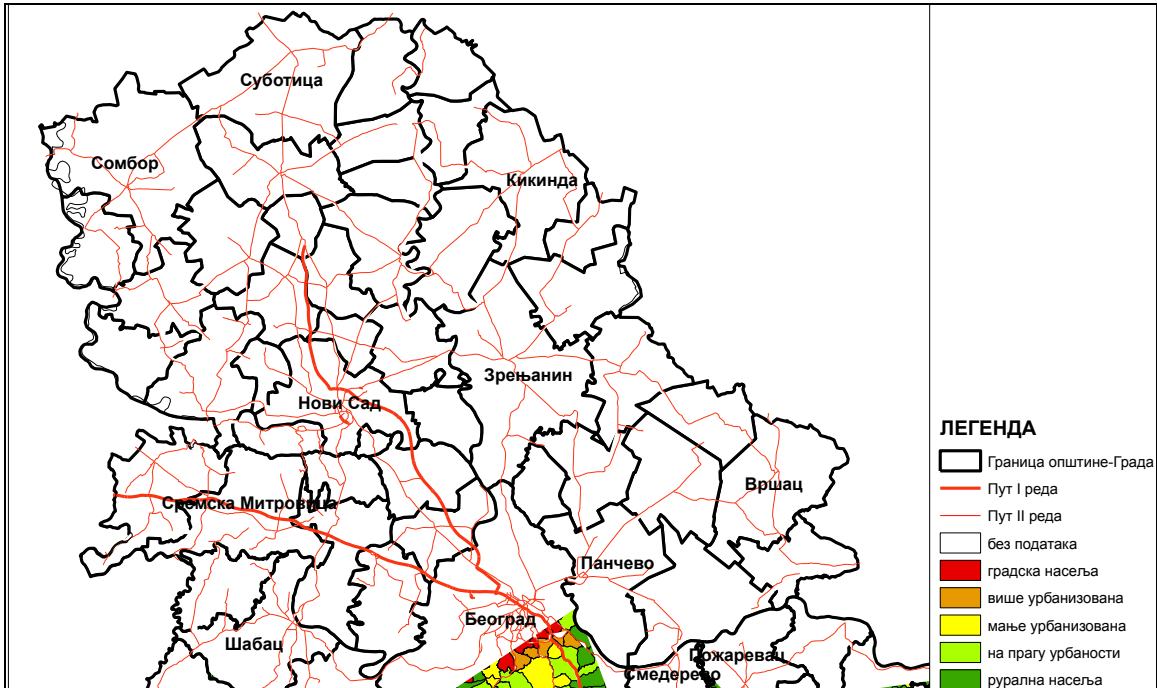 Суботица
Сомбор
Кикинда
Зрењанин
Нови Сад
Вршац
Сремска Митровица
Панчево
Београд
Шабац
Пожаревац
Смедерево
ЛЕГЕНДА
Граница општине-Града
Пут I реда
Пут II реда
без података
градска насеља
више урбанизована
мање урбанизована
на прагу урбаности
рурална насеља